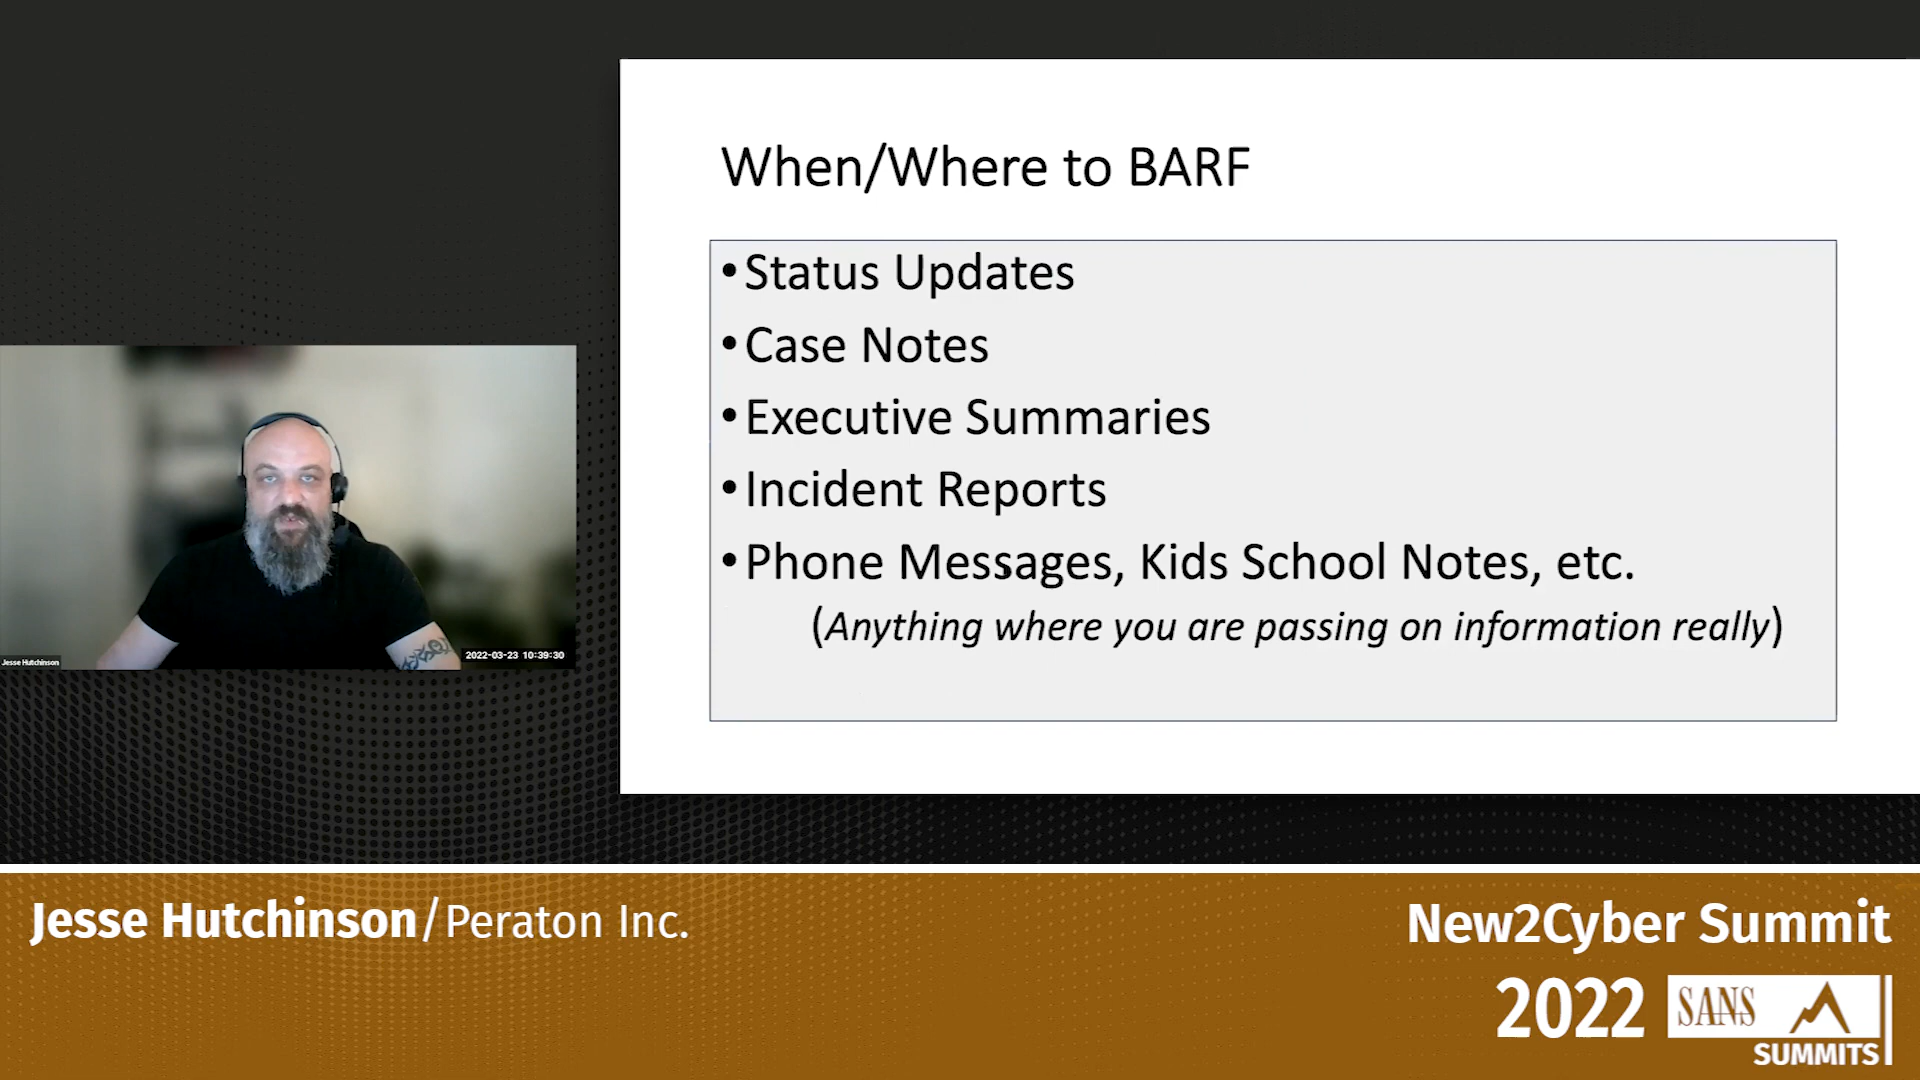 When/Where to BARF
•Status Updates
•Case Notes
•Executive Summaries
•Incident Reports
•Phone Messages, Kids School Notes, etc.
(Anything where you are passing on information really)
Jesse Hutchinson
2022-03-23 10:39:30
Jesse Hutchinson/Peraton Inc.
New2Cyber Summit
2022
SANS
SUMMITS